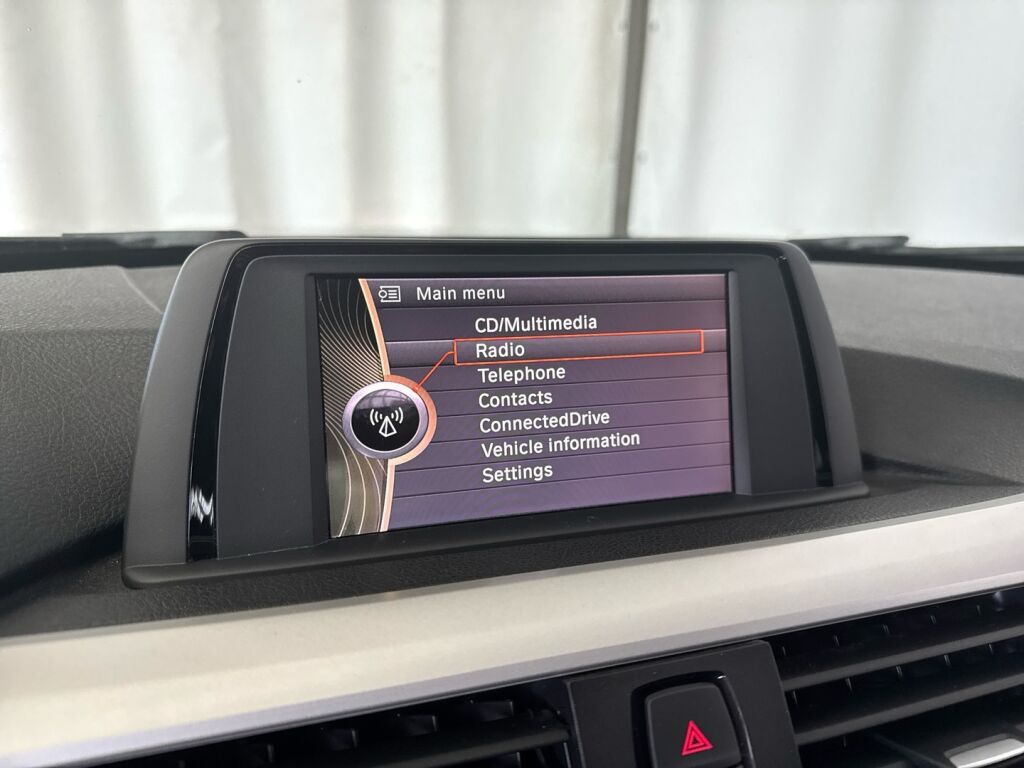 Main menu
CD/Multimedia
Radio
Telephone
Contacts
ConnectedDrive
Vehicle information
Settings